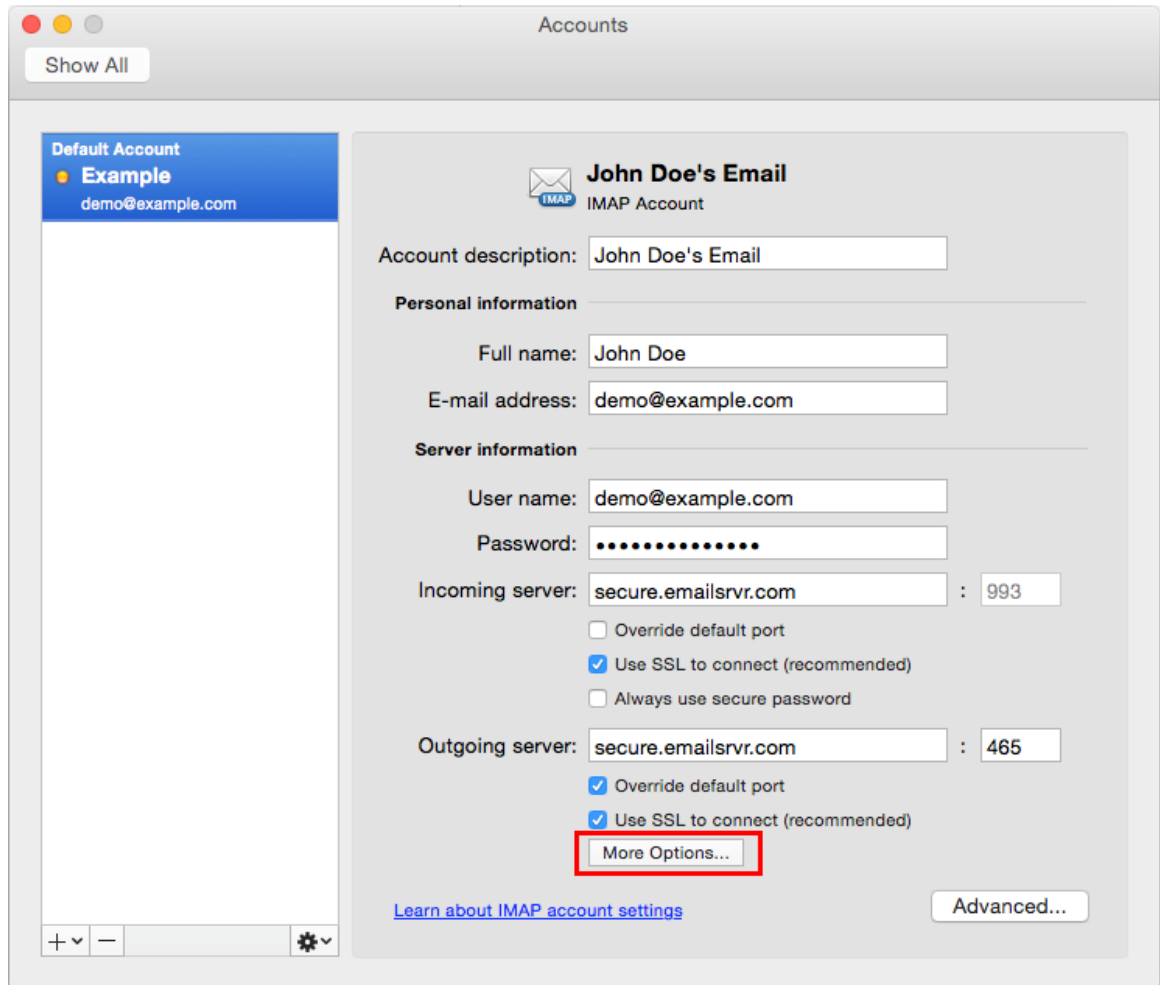 Accounts
Show All
Default Account
Example
demo@example.com
John Doe's Email
IMAP
IMAP Account
Account description: John Doe's Email
Personal information
Full name: John Doe
E-mail address: demo@example.com
Server information
User name: demo@example.com
Password: ••••••••••••••
Incoming server: secure.emailsrvr.com : 993
Override default port
Use SSL to connect (recommended)
Always use secure password
Outgoing server: secure.emailsrvr.com : 465
Override default port
Use SSL to connect (recommended)
More Options...
Learn about IMAP account settings
Advanced...